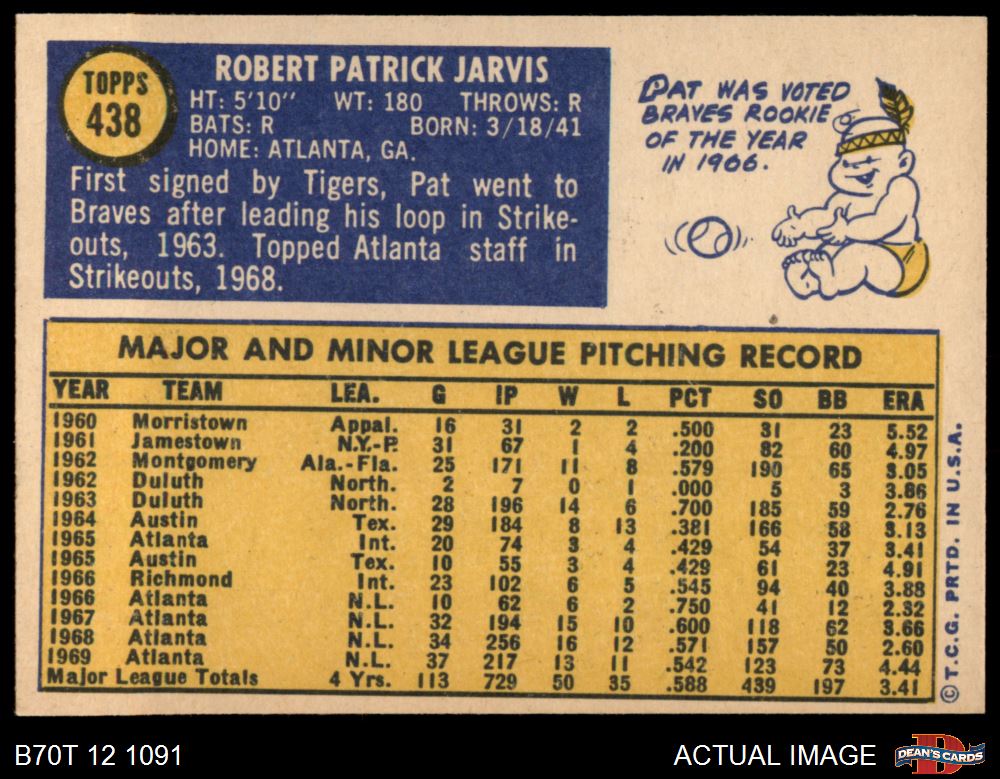 TOPPS
438
ROBERT PATRICK JARVIS
HT: 5'10" WT: 180 THROWS: R
BATS: R BORN: 3/18/41
HOME: ATLANTA, GA.
First signed by Tigers, Pat went to
Braves after leading his loop in Strike-
outs, 1963. Topped Atlanta staff in
Strikeouts, 1968.
PAT WAS VOTED
BRAVES ROOKIE
OF THE YEAR
IN 1966.
MAJOR AND MINOR LEAGUE PITCHING RECORD
YEAR TEAM LEA. G IP W L PCT SO BB ERA
1960 Morristown Appal. 16 31 2 2 .500 31 23 5.52
1961 Jamestown N.Y.-P. 31 67 1 4 .200 82 60 4.97
1962 Montgomery Ala.-Fla. 25 171 11 8 .579 190 65 3.05
1962 Duluth North. 2 7 0 1 .000 5 3 3.86
1963 Duluth North. 28 196 14 6 .700 185 59 2.76
1964 Austin Tex. 29 184 8 13 .381 166 58 3.13
1965 Atlanta Int. 20 74 3 4 .429 54 37 3.41
1965 Austin Tex. 10 55 3 4 .429 61 23 4.91
1966 Richmond Int. 23 102 6 5 .545 94 40 3.88
1966 Atlanta N.L. 10 62 6 2 .750 41 12 2.32
1967 Atlanta N.L. 32 194 15 10 .600 118 62 3.66
1968 Atlanta N.L. 34 256 16 12 .571 157 50 2.60
1969 Atlanta N.L. 37 217 13 11 .542 123 73 4.44
Major League Totals 4 Yrs. 113 729 50 35 .588 439 197 3.41
© T.C.G. PRTD. IN U.S.A.
B70T 12 1091
ACTUAL IMAGE
DEAN'S CARDS